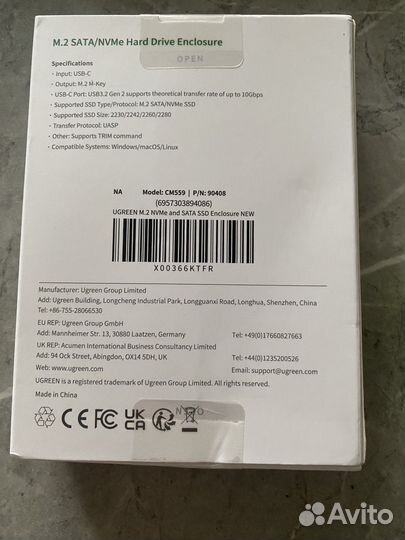 M.2 SATA/NVMe Hard Drive Enclosure
OPEN
Specifications
• Input: USB-C
• Output: M.2 M-Key
• USB-C Port: USB3.2 Gen 2 supports theoretical transfer rate of up to 10Gbps
• Supported SSD Type/Protocol: M.2 SATA/NVMe SSD
• Supported SSD Size: 2230/2242/2260/2280
• Transfer Protocol: UASP
• Other: Supports TRIM command
• Compatible Systems: Windows/macOS/Linux
NA Model: CM559 | P/N: 90408
(6957303894086)
UGREEN M.2 NVMe and SATA SSD Enclosure NEW
X00366KTFR
Manufacturer: Ugreen Group Limited
Add: Ugreen Building, Longcheng Industrial Park, Longguanxi Road, Longhua, Shenzhen, China
Tel: +86-755-28066530
EU REP: Ugreen Group GmbH
Add: Mannheimer Str. 13, 30880 Laatzen, Germany Tel: +49(0)17660827663
UK REP: Acumen International Business Consultancy Limited
Add: 94 Ock Street, Abingdon, OX14 5DH, UK Tel: +44(0)1235200526
Web: www.ugreen.com Email: support@ugreen.com
UGREEN is a registered trademark of Ugreen Group Limited. All Rights Reserved.
Made in China
CE FC UK CA
Avito